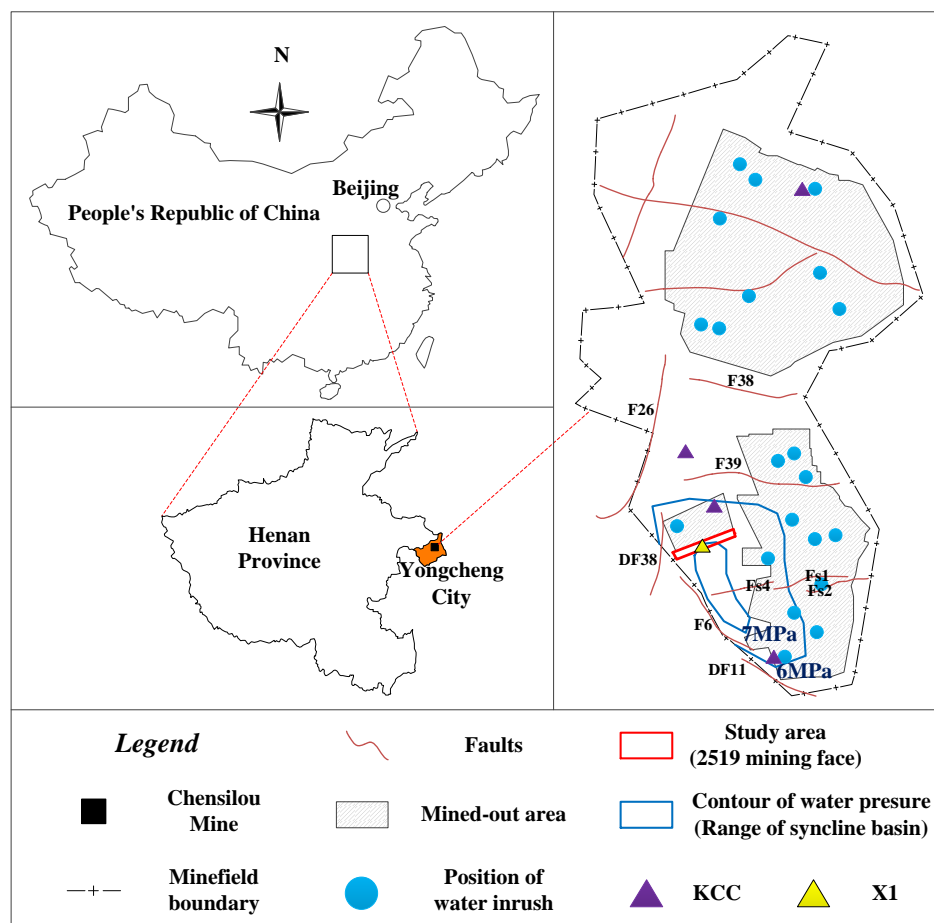 N
Beijing
People's Republic of China
Henan
Province
Yongcheng
City
F38
F26
F39
DF38
Fs4
Fs1
Fs2
F6
7MPa
DF11
6MPa
Legend
Faults
Study area
(2519 mining face)
Chensilou
Mine
Mined-out area
Contour of water presure
(Range of syncline basin)
Minefield
boundary
Position of
water inrush
KCC
X1